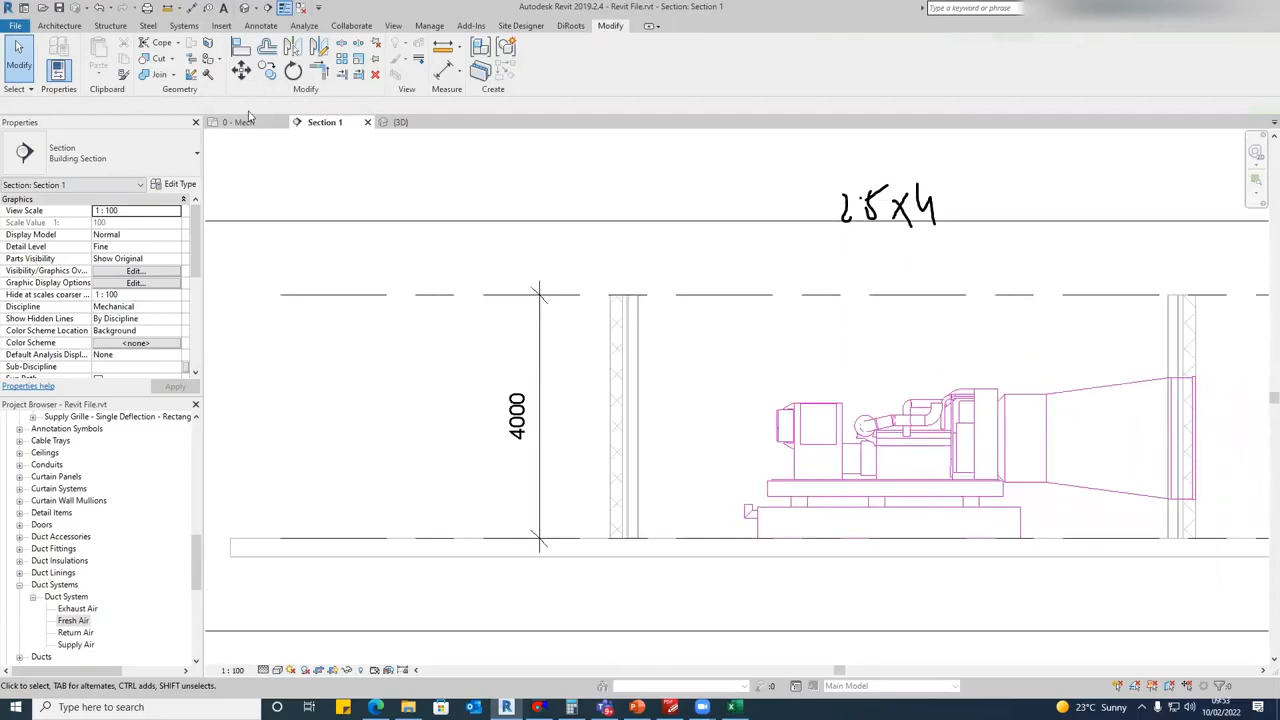 Autodesk Revit 2019.2.4 - Revit File.rvt - Section: Section 1
Type a keyword or phrase
File Architecture Structure Steel Systems Insert Annotate Analyze Collaborate View Manage Add-Ins Site Designer DiRoots Modify
Modify
Paste
Cope
Cut
Join
Select Properties Clipboard Geometry Modify View Measure Create
Properties
0 - Mech Section 1 {3D}
Section
Building Section
Section: Section 1 Edit Type
Graphics
View Scale 1 : 100
Scale Value 1: 100
Display Model Normal
Detail Level Fine
Parts Visibility Show Original
Visibility/Graphics Ov... Edit...
Graphic Display Options Edit...
Hide at scales coarser ... 1 : 100
Discipline Mechanical
Show Hidden Lines By Discipline
Color Scheme Location Background
Color Scheme <none>
Default Analysis Displ... None
Sub-Discipline
Properties help Apply
Project Browser - Revit File.rvt
Supply Grille - Single Deflection - Rectang
Annotation Symbols
Cable Trays
Ceilings
Conduits
Curtain Panels
Curtain Systems
Curtain Wall Mullions
Detail Items
Doors
Duct Accessories
Duct Fittings
Duct Insulations
Duct Linings
Duct Systems
Duct System
Exhaust Air
Fresh Air
Return Air
Supply Air
Ducts
2.5x4
4000
1 : 100
Click to select, TAB for alternates, CTRL adds, SHIFT unselects.
:0 Main Model :0
Type here to search
23°C Sunny
09:53
10/02/2022